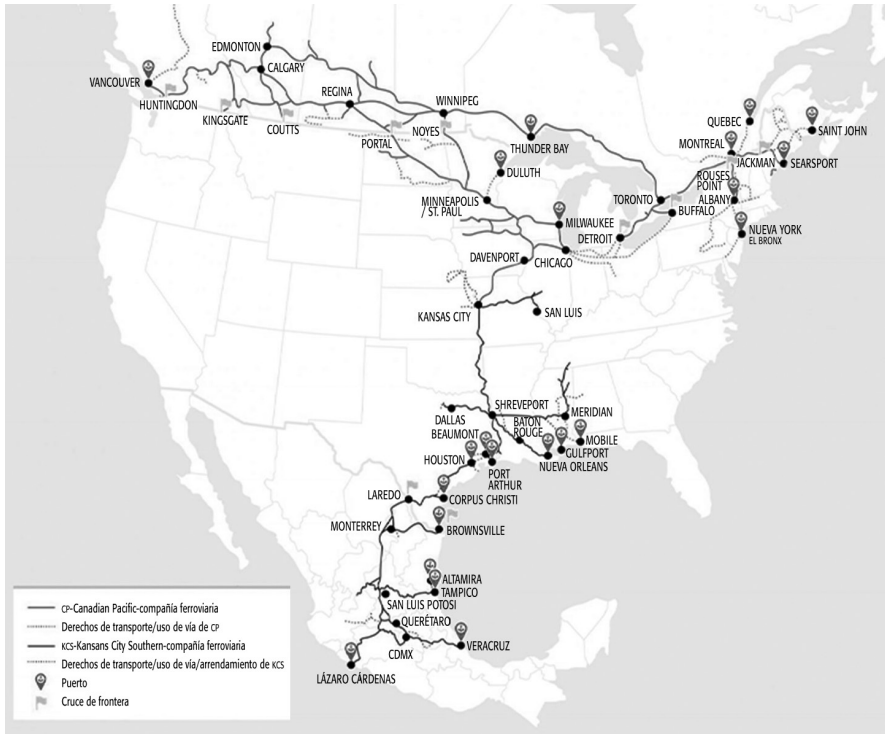 EDMONTON
CALGARY
VANCOUVER
HUNTINGDON
KINGSGATE
COUTTS
REGINA
WINNIPEG
PORTAL
NOYES
THUNDER BAY
DULUTH
MINNEAPOLIS
/ ST. PAUL
MILWAUKEE
DETROIT
TORONTO
BUFFALO
QUEBEC
MONTREAL
JACKMAN
SAINT JOHN
SEARSPORT
ROUSES
POINT
ALBANY
NUEVA YORK
EL BRONX
DAVENPORT
CHICAGO
KANSAS CITY
SAN LUIS
SHREVEPORT
MERIDIAN
DALLAS
BATON
ROUGE
BEAUMONT
MOBILE
GULFPORT
HOUSTON
NUEVA ORLEANS
PORT
ARTHUR
LAREDO
CORPUS CHRISTI
MONTERREY
BROWNSVILLE
ALTAMIRA
TAMPICO
SAN LUIS POTOSI
QUERÉTARO
CDMX
VERACRUZ
LÁZARO CÁRDENAS
CP-Canadian Pacific-compañía ferroviaria
Derechos de transporte/uso de vía de CP
KCS-Kansans City Southern-compañía ferroviaria
Derechos de transporte/uso de vía/arrendamiento de KCS
Puerto
Cruce de frontera